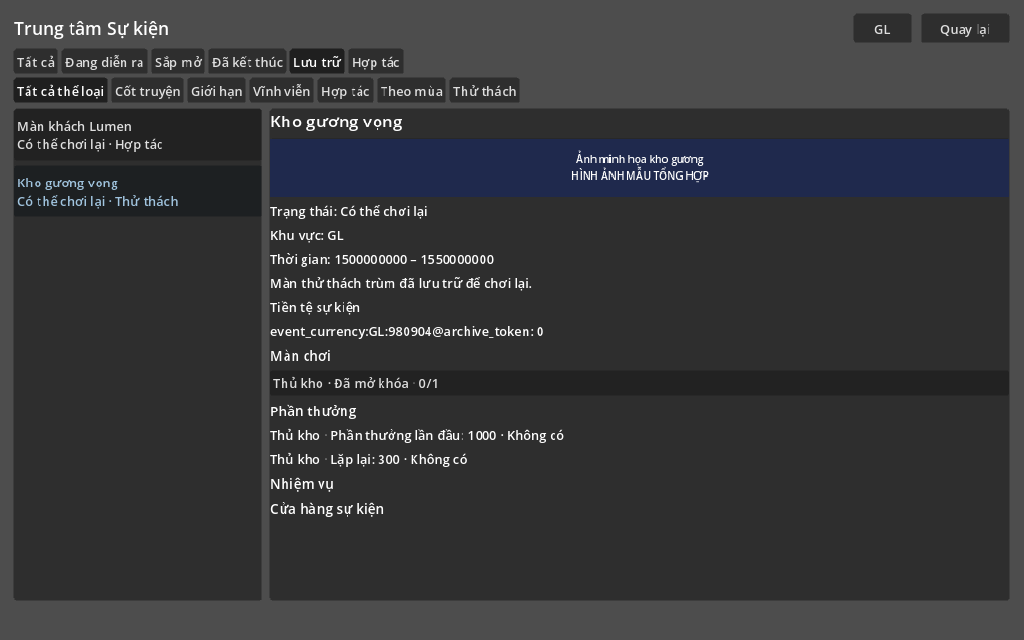 Trung tâm Sự kiện
GL
Quay lại
Tất cả
Đang diễn ra
Sắp mở
Đã kết thúc
Lưu trữ
Hợp tác
Tất cả thể loại
Cốt truyện
Giới hạn
Vĩnh viễn
Hợp tác
Theo mùa
Thử thách
Màn khách Lumen
Có thể chơi lại · Hợp tác
Kho gương vọng
Có thể chơi lại · Thử thách
Kho gương vọng
Ảnh minh họa kho gương
HÌNH ẢNH MẪU TỔNG HỢP
Trạng thái: Có thể chơi lại
Khu vực: GL
Thời gian: 1500000000 – 1550000000
Màn thử thách trùm đã lưu trữ để chơi lại.
Tiền tệ sự kiện
event_currency:GL:980904@archive_token: 0
Màn chơi
Thủ kho · Đã mở khóa · 0/1
Phần thưởng
Thủ kho · Phần thưởng lần đầu: 1000 · Không có
Thủ kho · Lặp lại: 300 · Không có
Nhiệm vụ
Cửa hàng sự kiện